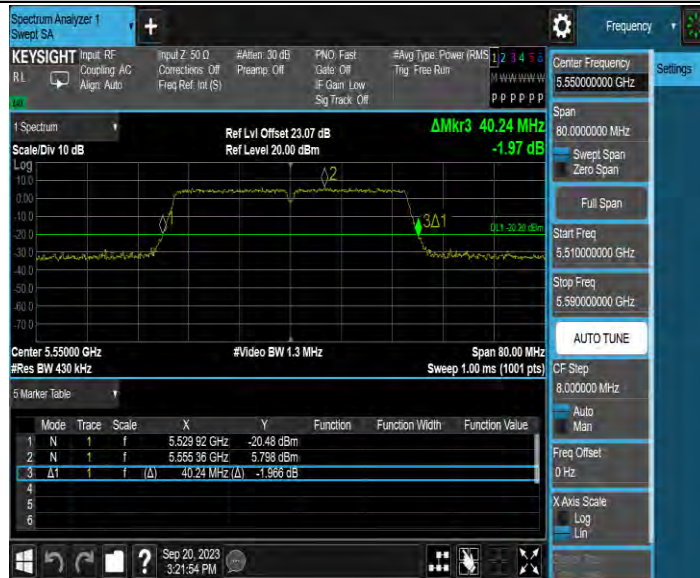 Spectrum Analyzer 1
Swept SA
Frequency
KEYSIGHT Input: RF Input Z: 50 Ω #Atten: 30 dB PNO: Fast #Avg Type: Power (RMS 1 2 3 4 5 6
RL Coupling: AC Corrections: Off Preamp: Off Gate: Off Trig: Free Run M W W W W W
Align: Auto Freq Ref: Int (S) IF Gain: Low
Sig Track: Off P P P P P P
Center Frequency
5.550000000 GHz
Settings
Span
80.0000000 MHz
Swept Span
Zero Span
Full Span
Start Freq
5.510000000 GHz
Stop Freq
5.590000000 GHz
AUTO TUNE
CF Step
8.000000 MHz
Auto
Man
Freq Offset
0 Hz
X Axis Scale
Log
Lin
1 Spectrum
Ref Lvl Offset 23.07 dB ΔMkr3 40.24 MHz
Scale/Div 10 dB Ref Level 20.00 dBm -1.97 dB
Log
10.0
0.00
-10.0
-20.0
-30.0
-40.0
-50.0
-60.0
-70.0
2
3Δ1
DL1 -20.20 dBm
Center 5.55000 GHz #Video BW 1.3 MHz Span 80.00 MHz
#Res BW 430 kHz Sweep 1.00 ms (1001 pts)
5 Marker Table
Mode Trace Scale X Y Function Function Width Function Value
1 N 1 f 5.529 92 GHz -20.48 dBm
2 N 1 f 5.555 36 GHz 5.798 dBm
3 Δ1 1 f (Δ) 40.24 MHz (Δ) -1.966 dB
4
5
6
Sep 20, 2023
3:21:54 PM